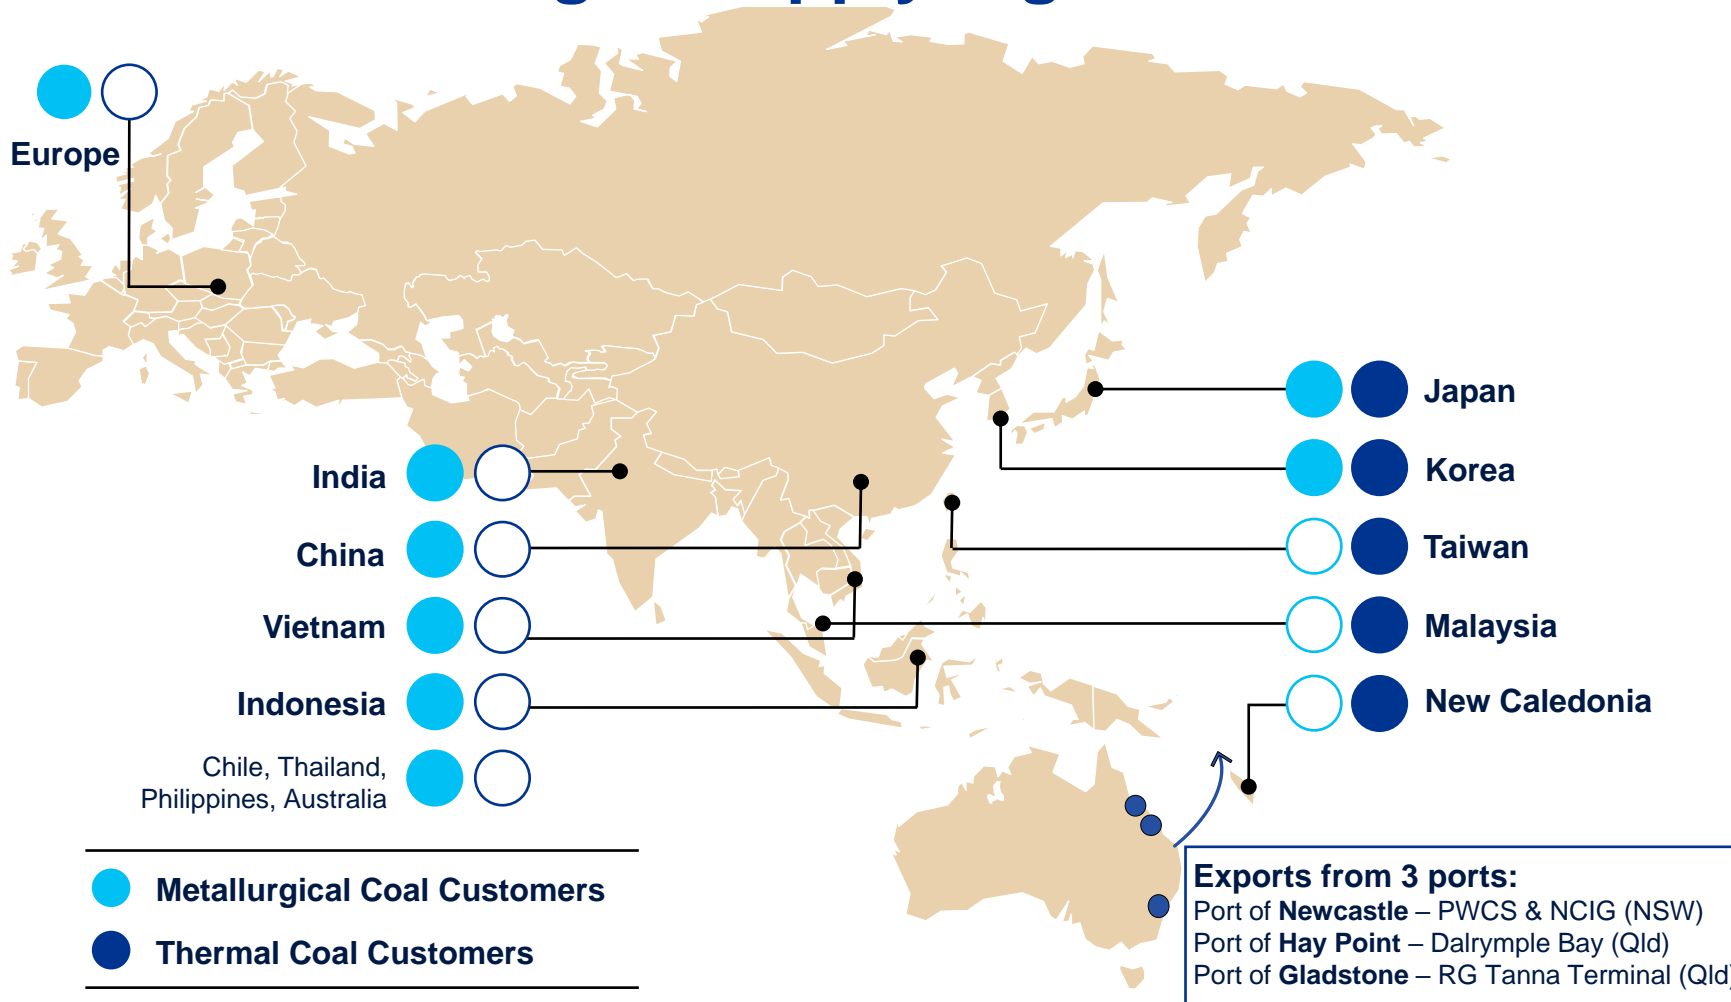 Europe
India
China
Vietnam
Indonesia
Chile, Thailand,
Philippines, Australia
Japan
Korea
Taiwan
Malaysia
New Caledonia
Metallurgical Coal Customers
Thermal Coal Customers
Exports from 3 ports:
Port of Newcastle – PWCS & NCIG (NSW)
Port of Hay Point – Dalrymple Bay (Qld)
Port of Gladstone – RG Tanna Terminal (Qld)